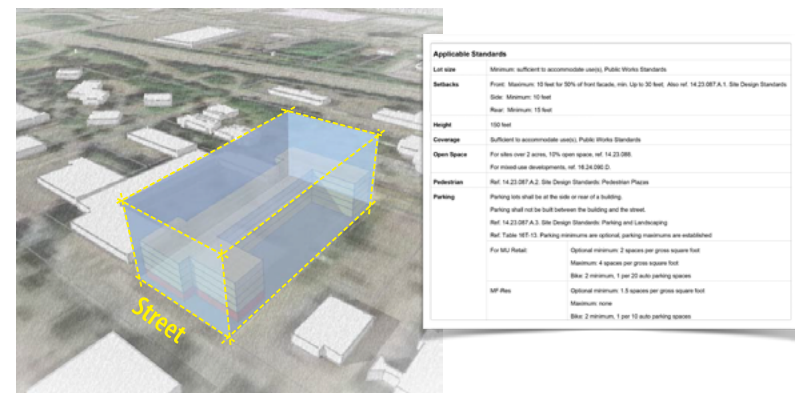 Street
Applicable Standards
Lot size Minimum: sufficient to accommodate use(s), Public Works Standards
Setbacks Front: Maximum: 10 feet for 50% of front facade, min. Up to 30 feet, Also ref. 14.23.087.A.1. Site Design Standards
Side: Minimum: 10 feet
Rear: Minimum: 15 feet
Height 150 feet
Coverage Sufficient to accommodate use(s), Public Works Standards
Open Space For sites over 2 acres, 10% open space, ref. 14.23.086.
For mixed-use developments, ref. 16.24.090.D.
Pedestrian Ref. 14.23.087.A.2. Site Design Standards: Pedestrian Plazas
Parking Parking lots shall be at the side or rear of a building.
Parking shall not be built between the building and the street.
Ref: 14.23.087.A.3. Site Design Standards: Parking and Landscaping
Ref: Table 16T-13. Parking minimums are optional, parking maximums are established
For MU Retail: Optional minimum: 2 spaces per gross square foot
Maximum: 4 spaces per gross square foot
Bike: 2 minimum, 1 per 20 auto parking spaces
MF-Res Optional minimum: 1.5 spaces per gross square foot
Maximum: none
Bike: 2 minimum, 1 per 10 auto parking spaces